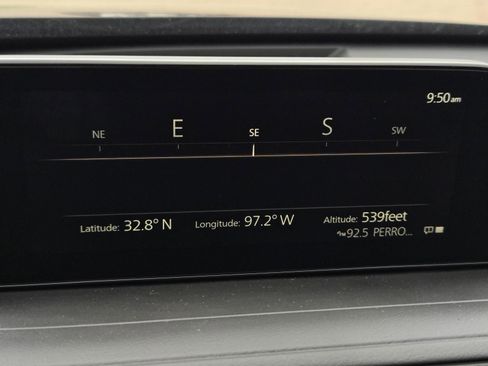 9:50am
NE E SE S SW
Latitude: 32.8° N Longitude: 97.2° W Altitude: 539feet
92.5 PERRO...